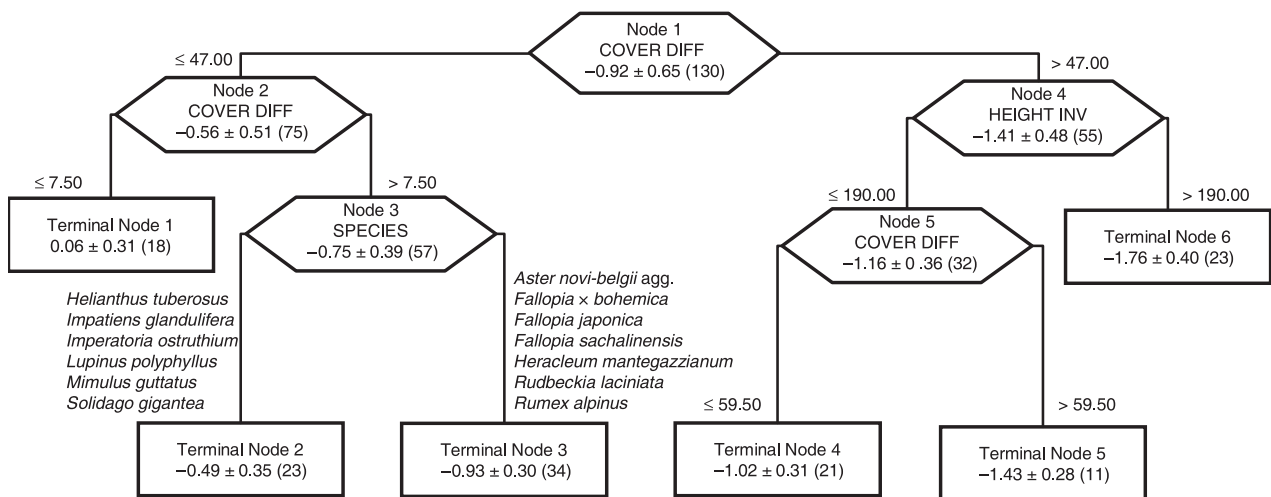 Node 1
COVER DIFF
−0.92 ± 0.65 (130)
≤ 47.00
> 47.00
Node 2
COVER DIFF
−0.56 ± 0.51 (75)
Node 4
HEIGHT INV
−1.41 ± 0.48 (55)
≤ 7.50
> 7.50
≤ 190.00
> 190.00
Terminal Node 1
0.06 ± 0.31 (18)
Node 3
SPECIES
−0.75 ± 0.39 (57)
Node 5
COVER DIFF
−1.16 ± 0 .36 (32)
Terminal Node 6
−1.76 ± 0.40 (23)
Helianthus tuberosus
Impatiens glandulifera
Imperatoria ostruthium
Lupinus polyphyllus
Mimulus guttatus
Solidago gigantea
Aster novi-belgii agg.
Fallopia × bohemica
Fallopia japonica
Fallopia sachalinensis
Heracleum mantegazzianum
Rudbeckia laciniata
Rumex alpinus
≤ 59.50
> 59.50
Terminal Node 2
−0.49 ± 0.35 (23)
Terminal Node 3
−0.93 ± 0.30 (34)
Terminal Node 4
−1.02 ± 0.31 (21)
Terminal Node 5
−1.43 ± 0.28 (11)